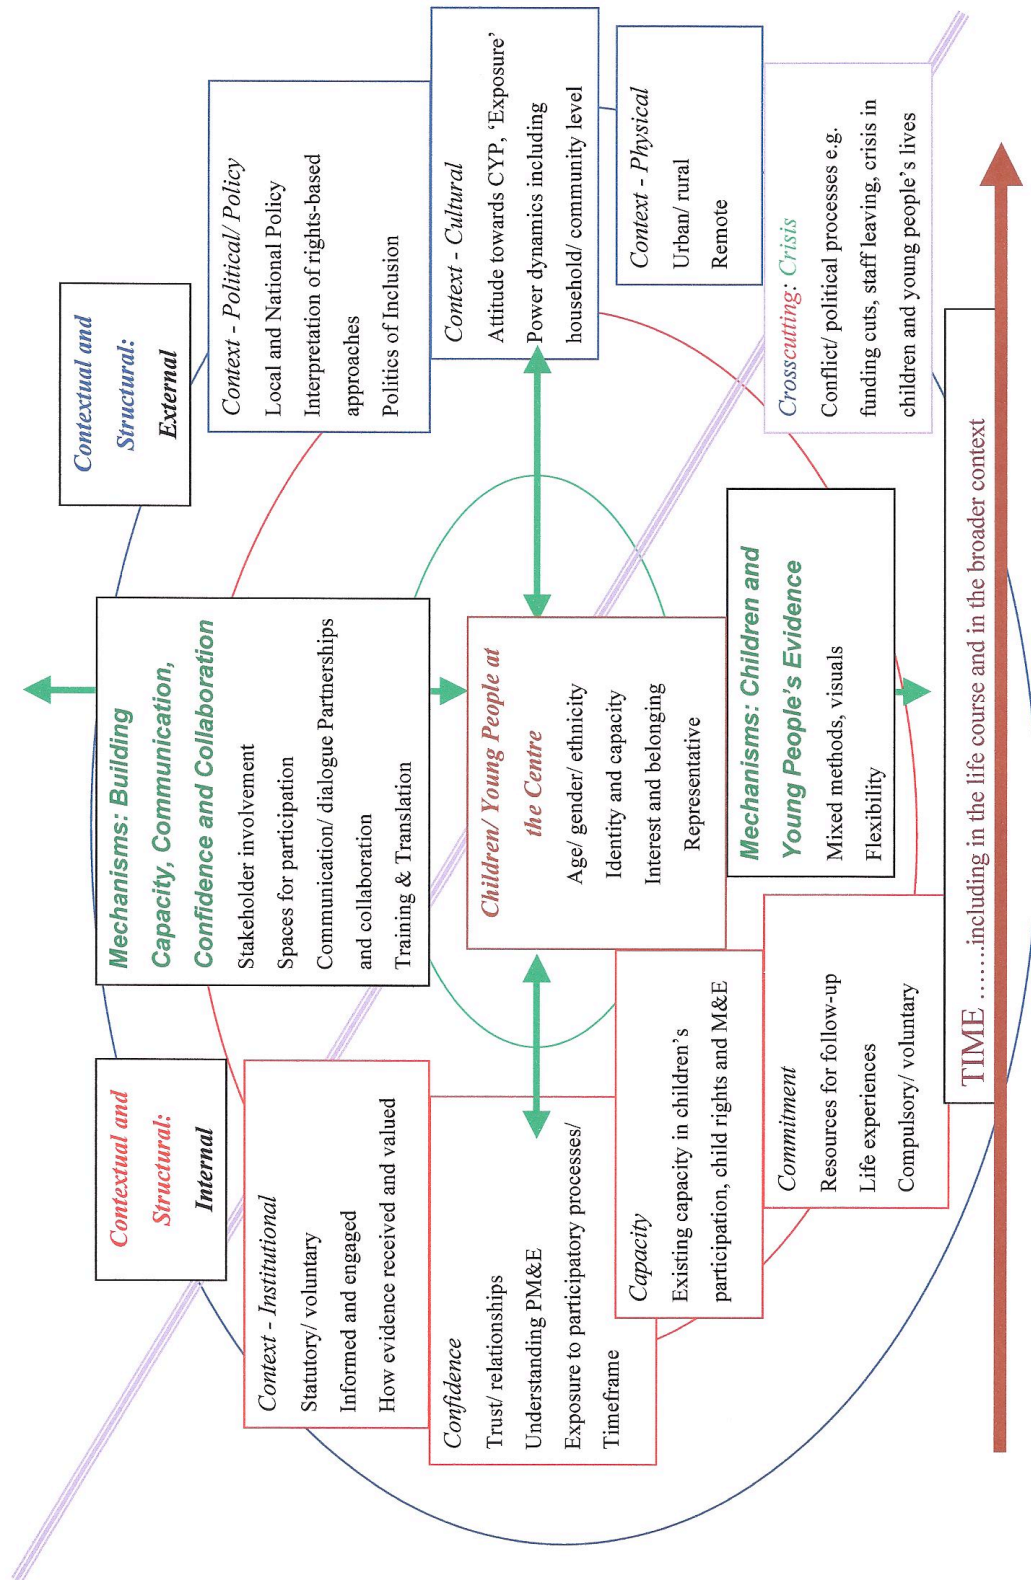 Contextual and
Structural:
Internal
Mechanisms: Building
Capacity, Communication,
Confidence and Collaboration
Stakeholder involvement
Spaces for participation
Communication/ dialogue Partnerships
and collaboration
Training & Translation
Contextual and
Structural:
External
Context - Institutional
Statutory/ voluntary
Informed and engaged
How evidence received and valued
Context - Political/ Policy
Local and National Policy
Interpretation of rights-based
approaches
Politics of Inclusion
Confidence
Trust/ relationships
Understanding PM&E
Exposure to participatory processes/
Timeframe
Children/ Young People at
the Centre
Age/ gender/ ethnicity
Identity and capacity
Interest and belonging
Representative
Context - Cultural
Attitude towards CYP, ‘Exposure’
Power dynamics including
household/ community level
Capacity
Existing capacity in children’s
participation, child rights and M&E
Context - Physical
Urban/ rural
Remote
Commitment
Resources for follow-up
Life experiences
Compulsory/ voluntary
Mechanisms: Children and
Young People’s Evidence
Mixed methods, visuals
Flexibility
Crosscutting: Crisis
Conflict/ political processes e.g.
funding cuts, staff leaving, crisis in
children and young people’s lives
TIME .……including in the life course and in the broader context